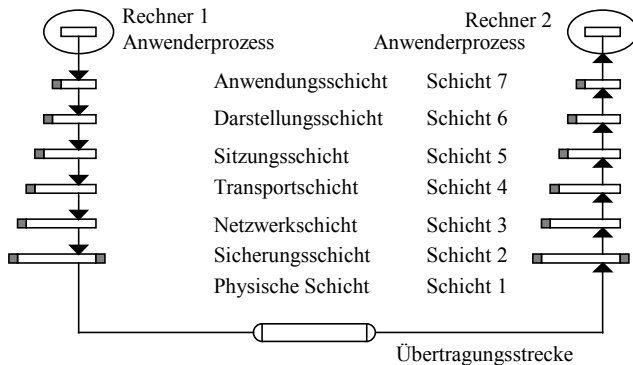 Rechner 1 Rechner 2
Anwenderprozess Anwenderprozess
Anwendungsschicht Schicht 7
Darstellungsschicht Schicht 6
Sitzungsschicht Schicht 5
Transportschicht Schicht 4
Netzwerkschicht Schicht 3
Sicherungsschicht Schicht 2
Physische Schicht Schicht 1
Übertragungsstrecke